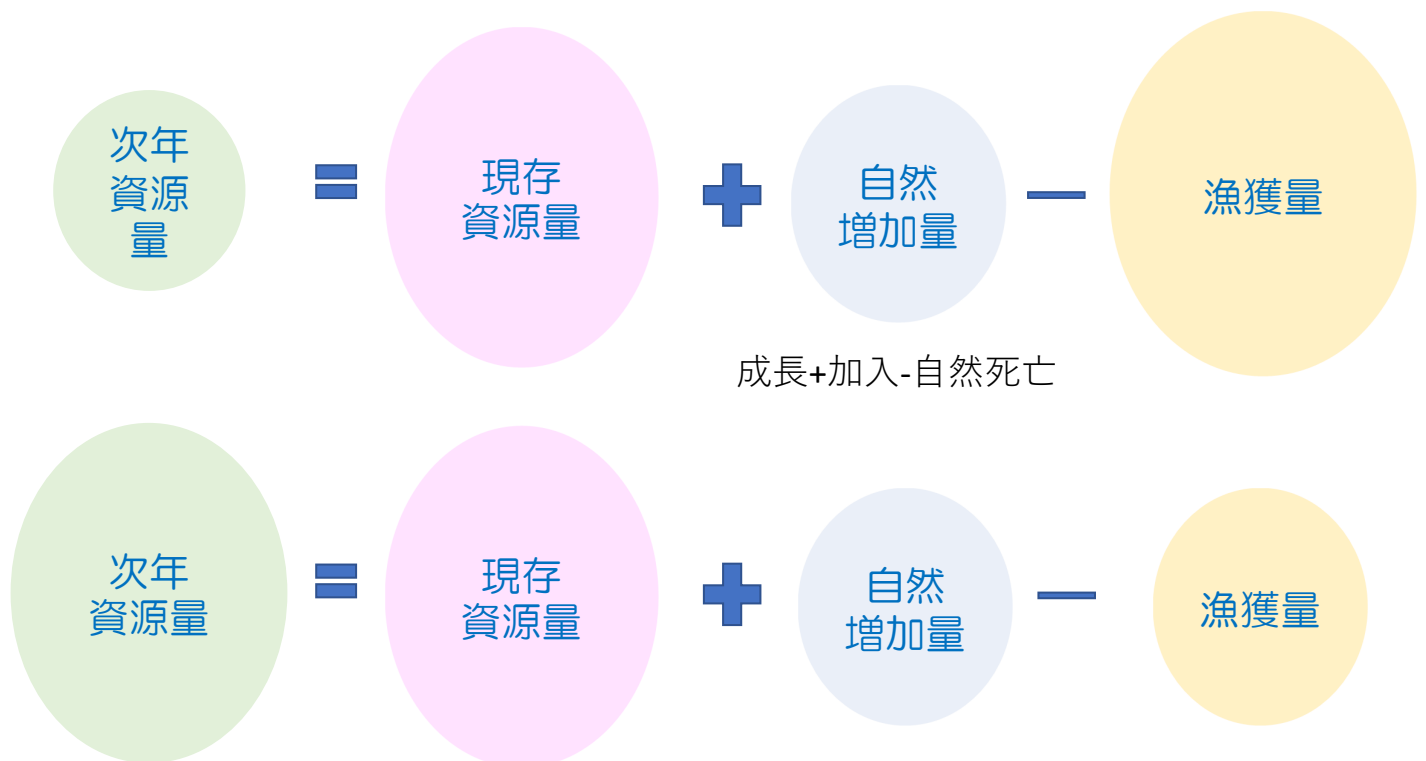 次年
資源
量
現存
資源量
自然
增加量
漁獲量
成長+加入-自然死亡
次年
資源量
現存
資源量
自然
增加量
漁獲量